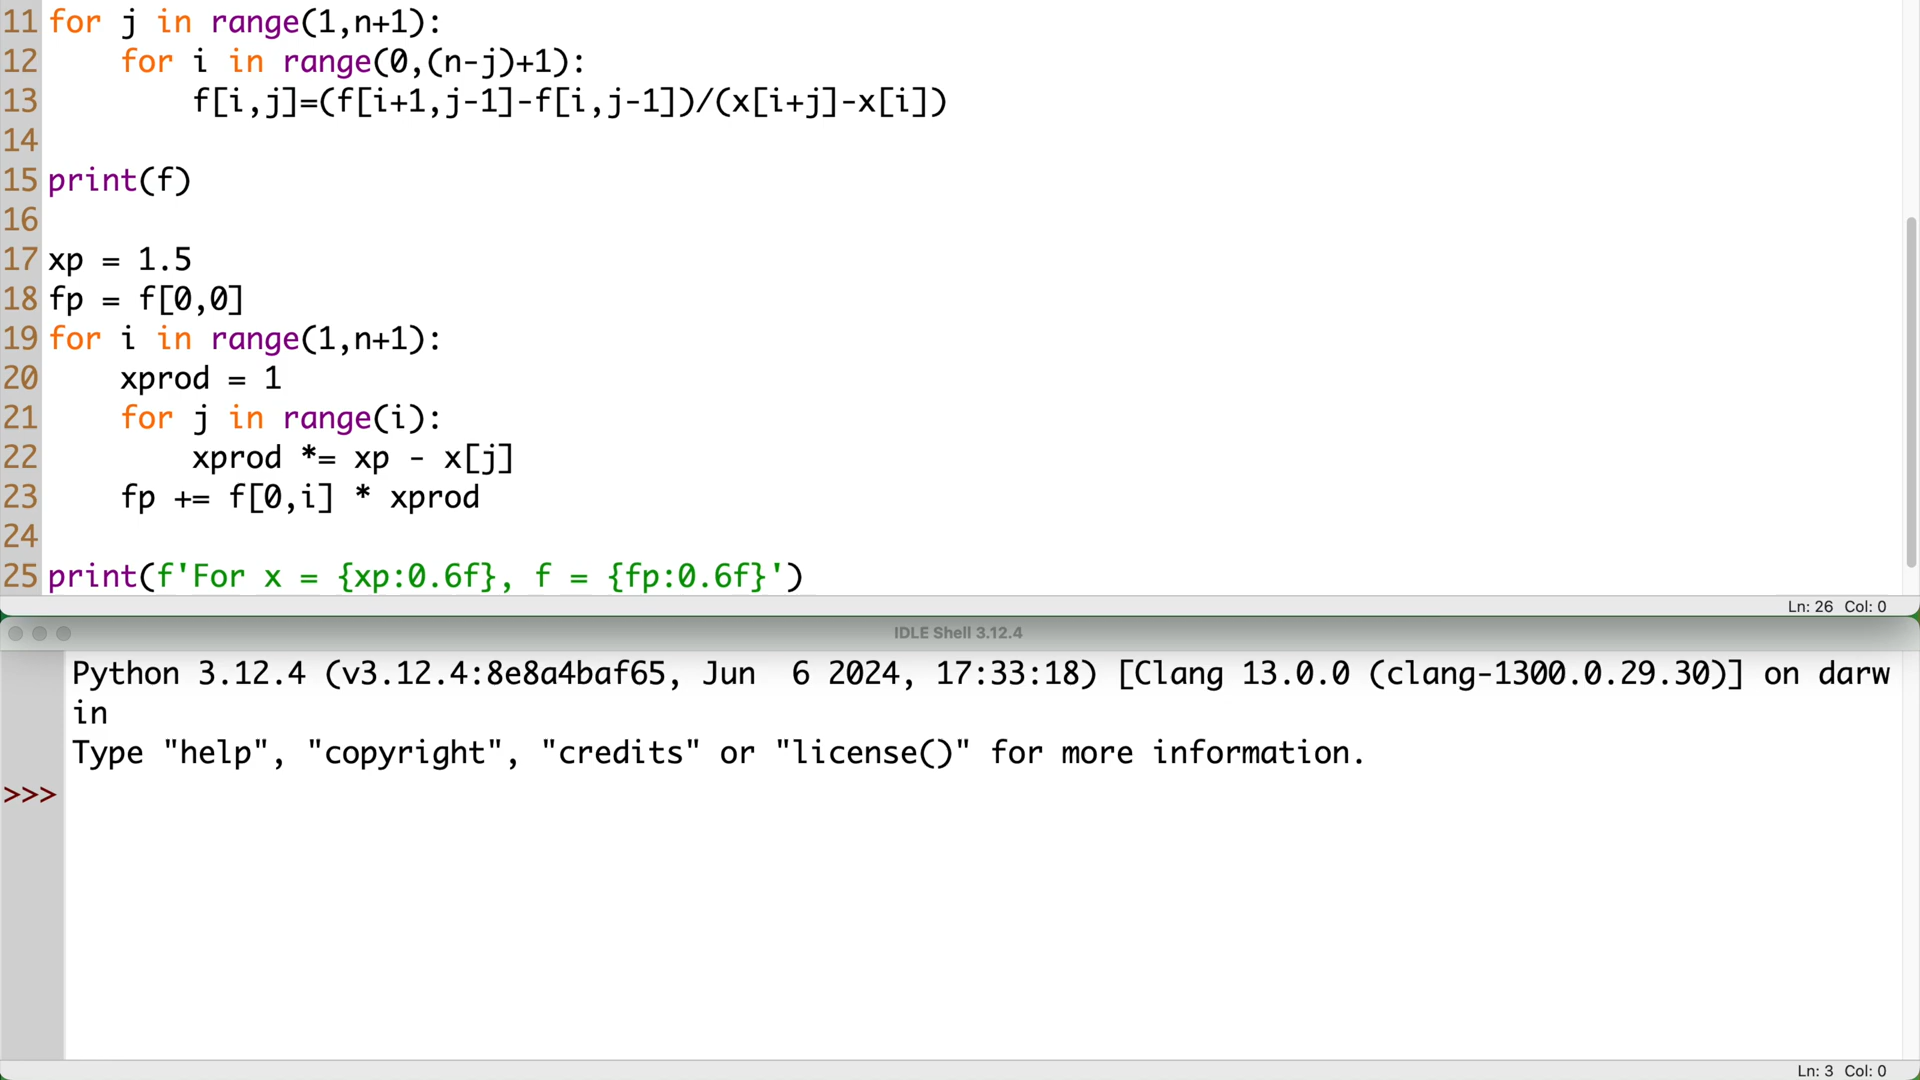 11 for j in range(1,n+1):
12     for i in range(0,(n-j)+1):
13         f[i,j]=(f[i+1,j-1]-f[i,j-1])/(x[i+j]-x[i])
14
15 print(f)
16
17 xp = 1.5
18 fp = f[0,0]
19 for i in range(1,n+1):
20     xprod = 1
21     for j in range(i):
22         xprod *= xp - x[j]
23     fp += f[0,i] * xprod
24
25 print(f'For x = {xp:0.6f}, f = {fp:0.6f}')
Ln: 26 Col: 0
IDLE Shell 3.12.4
Python 3.12.4 (v3.12.4:8e8a4baf65, Jun  6 2024, 17:33:18) [Clang 13.0.0 (clang-1300.0.29.30)] on darw
in
Type "help", "copyright", "credits" or "license()" for more information.
>>>
Ln: 3 Col: 0